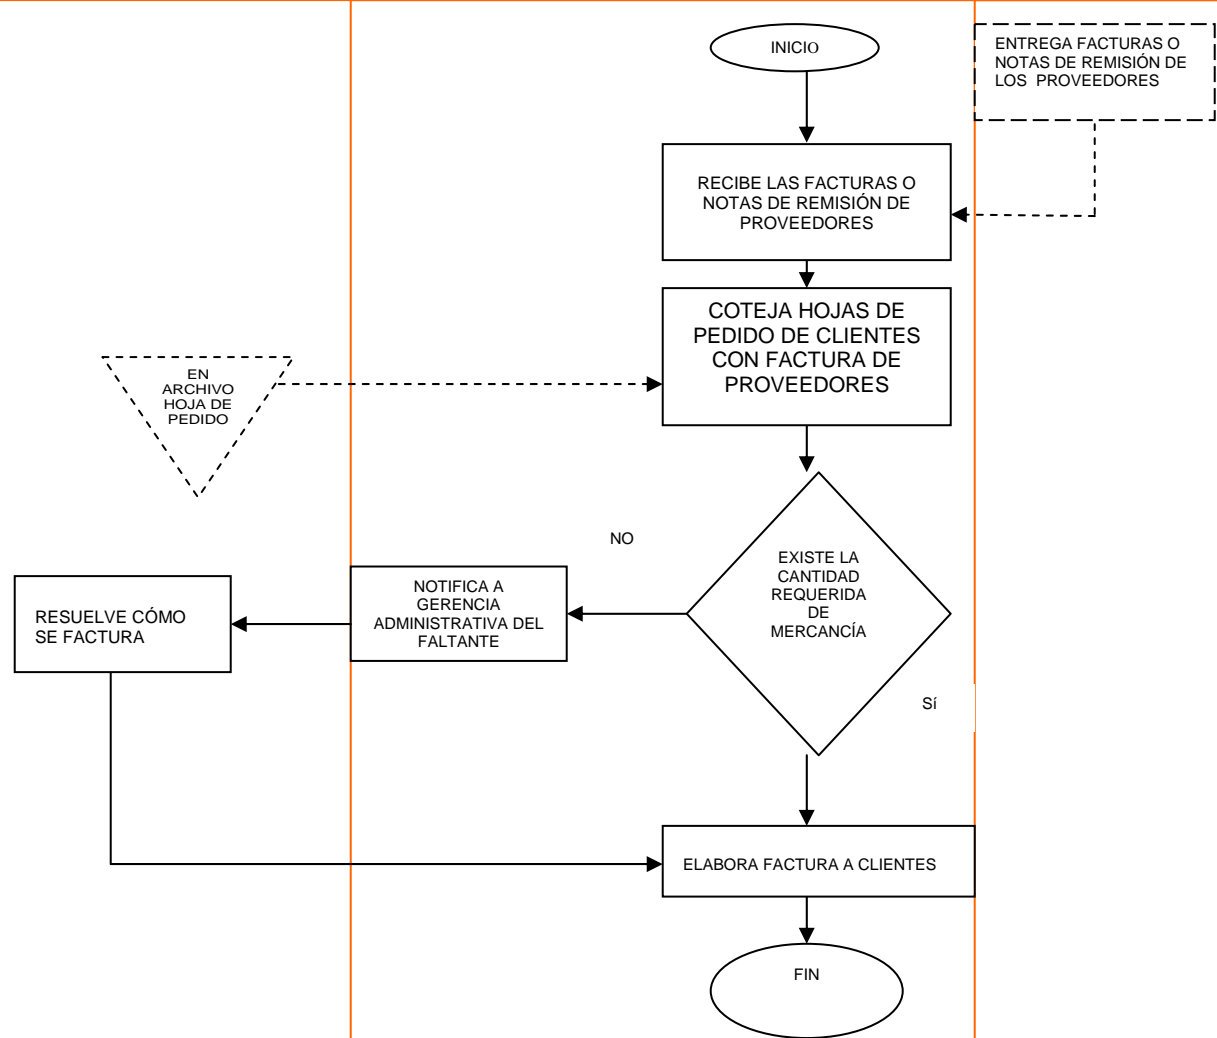 INICIO
ENTREGA FACTURAS O
NOTAS DE REMISIÓN DE
LOS PROVEEDORES
RECIBE LAS FACTURAS O
NOTAS DE REMISIÓN DE
PROVEEDORES
COTEJA HOJAS DE
PEDIDO DE CLIENTES
CON FACTURA DE
PROVEEDORES
EN
ARCHIVO
HOJA DE
PEDIDO
NO
EXISTE LA
CANTIDAD
REQUERIDA
DE
MERCANCÍA
NOTIFICA A
GERENCIA
ADMINISTRATIVA DEL
FALTANTE
RESUELVE CÓMO
SE FACTURA
Sí
ELABORA FACTURA A CLIENTES
FIN